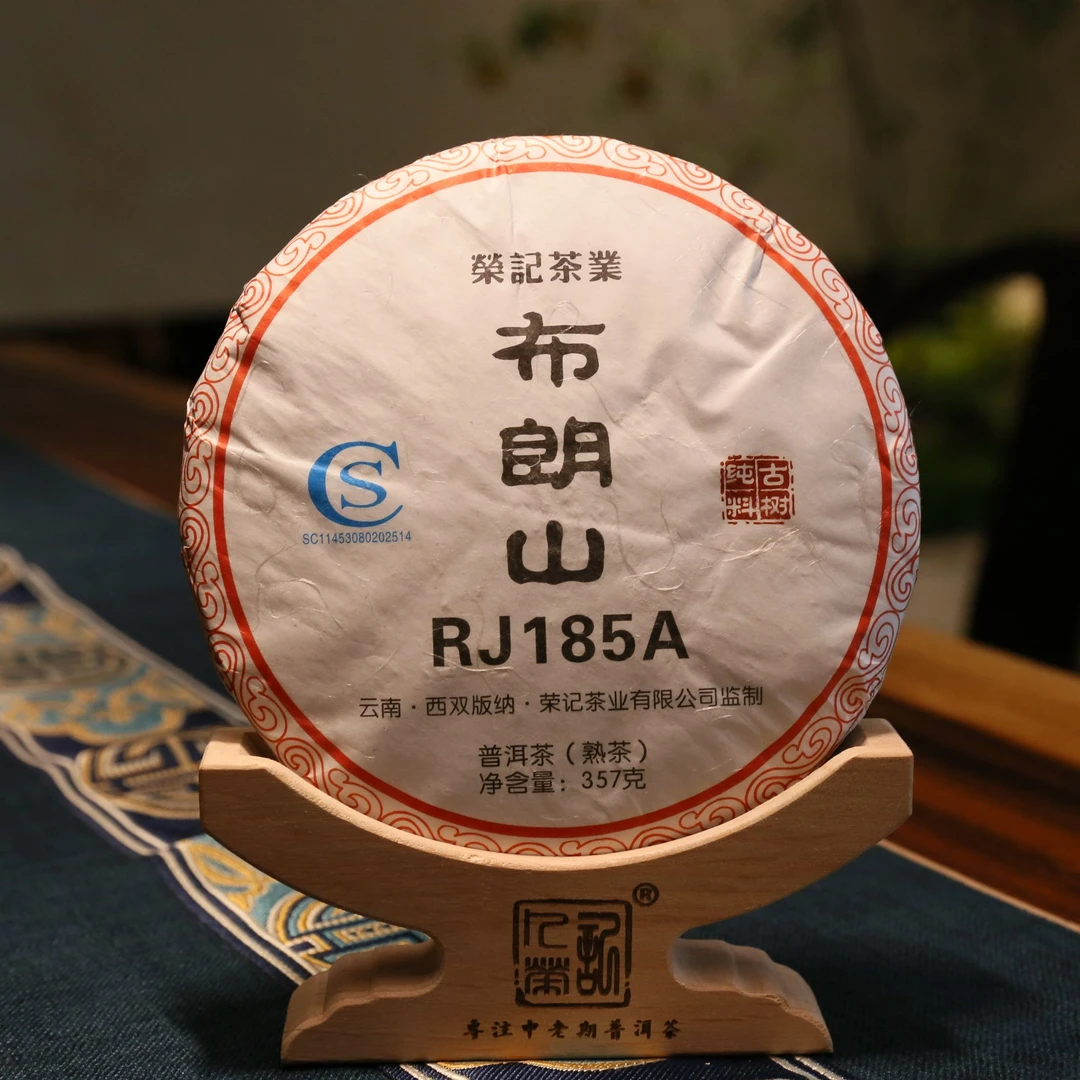 榮記茶業
布
朗
山
CS
SC11453080202514
古树
纯料
RJ185A
云南·西双版纳·荣记茶业有限公司监制
普洱茶（熟茶）
净含量：357克
®
专注中老期普洱茶